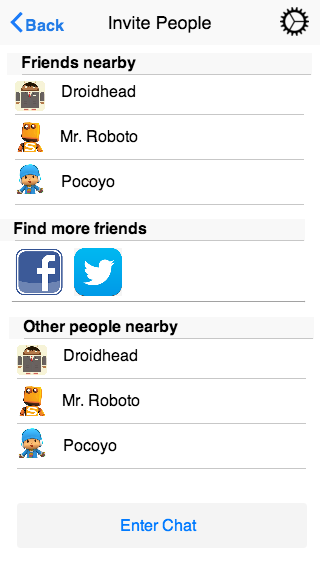 Back
Invite People
Friends nearby
Droidhead
Mr. Roboto
Pocoyo
Find more friends
f
Other people nearby
Droidhead
Mr. Roboto
Pocoyo
Enter Chat